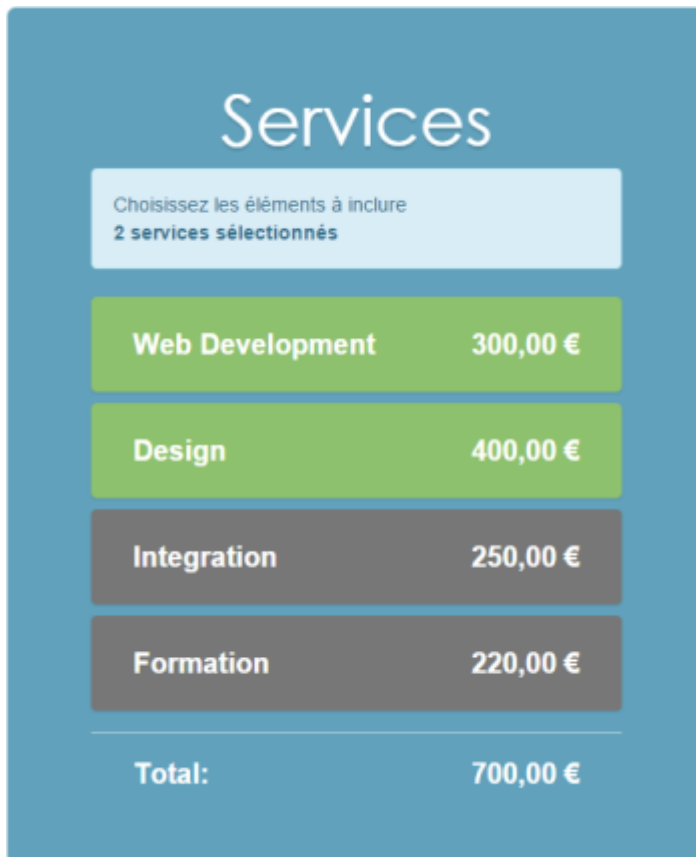 Services
Choisissez les éléments à inclure
2 services sélectionnés
Web Development 300,00 €
Design 400,00 €
Integration 250,00 €
Formation 220,00 €
Total: 700,00 €